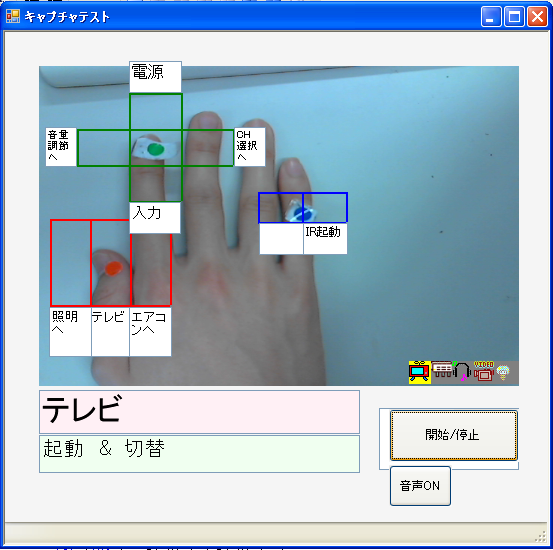 キャプチャテスト
電源
音量
調節
へ
CH
選択
へ
入力
IR起動
照明
へ
テレビ
エアコ
ンへ
VIDEO
テレビ
起動 & 切替
開始/停止
音声ON